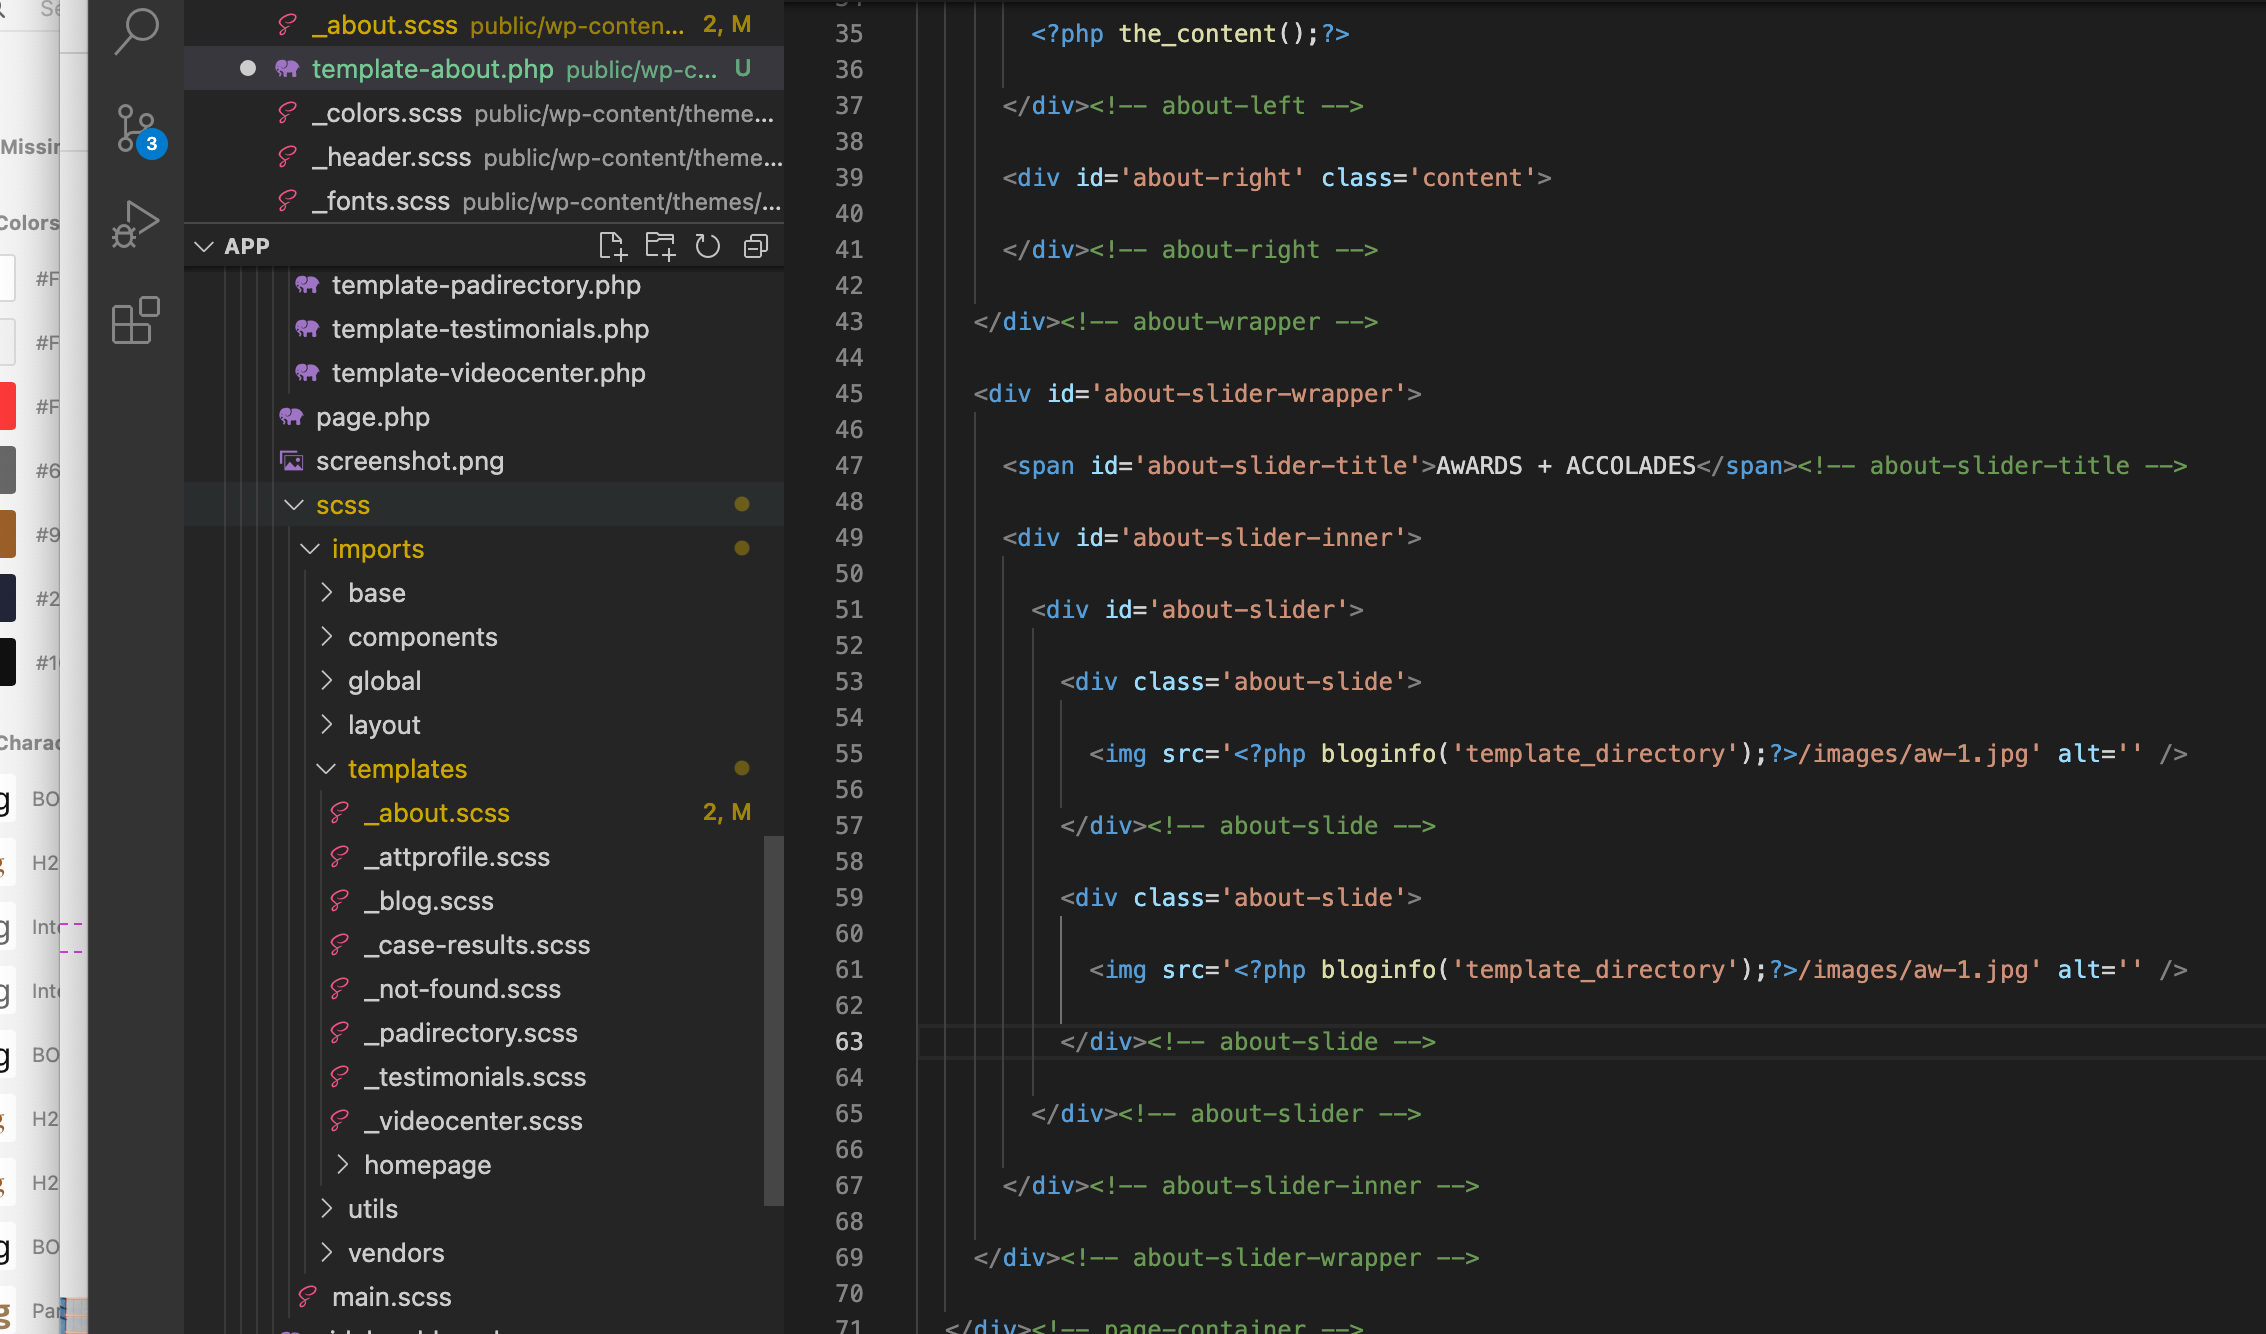 Se
Missin
Colors
#F
#F
#F
#6
#9
#2
#1
Charac
g BO
g H2
g Inte
g Inte
g BO
g H2
g H2
g BO
g Par
3
_about.scss public/wp-conten... 2, M
template-about.php public/wp-c... U
_colors.scss public/wp-content/theme...
_header.scss public/wp-content/theme...
_fonts.scss public/wp-content/themes/...
APP
template-padirectory.php
template-testimonials.php
template-videocenter.php
page.php
screenshot.png
scss
imports
base
components
global
layout
templates
_about.scss 2, M
_attprofile.scss
_blog.scss
_case-results.scss
_not-found.scss
_padirectory.scss
_testimonials.scss
_videocenter.scss
homepage
utils
vendors
main.scss
35 <?php the_content();?>
36
37 </div><!-- about-left -->
38
39 <div id='about-right' class='content'>
40
41 </div><!-- about-right -->
42
43 </div><!-- about-wrapper -->
44
45 <div id='about-slider-wrapper'>
46
47 <span id='about-slider-title'>AwARDS + ACCOLADES</span><!-- about-slider-title -->
48
49 <div id='about-slider-inner'>
50
51 <div id='about-slider'>
52
53 <div class='about-slide'>
54
55 <img src='<?php bloginfo('template_directory');?>/images/aw-1.jpg' alt='' />
56
57 </div><!-- about-slide -->
58
59 <div class='about-slide'>
60
61 <img src='<?php bloginfo('template_directory');?>/images/aw-1.jpg' alt='' />
62
63 </div><!-- about-slide -->
64
65 </div><!-- about-slider -->
66
67 </div><!-- about-slider-inner -->
68
69 </div><!-- about-slider-wrapper -->
70
71 </div><!-- page-container -->